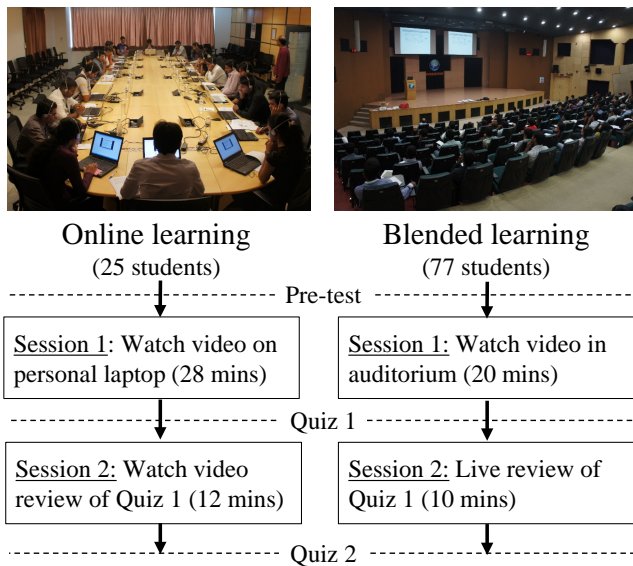 Online learning
(25 students)
Blended learning
(77 students)
Pre-test
Session 1: Watch video on
personal laptop (28 mins)
Session 1: Watch video in
auditorium (20 mins)
Quiz 1
Session 2: Watch video
review of Quiz 1 (12 mins)
Session 2: Live review of
Quiz 1 (10 mins)
Quiz 2